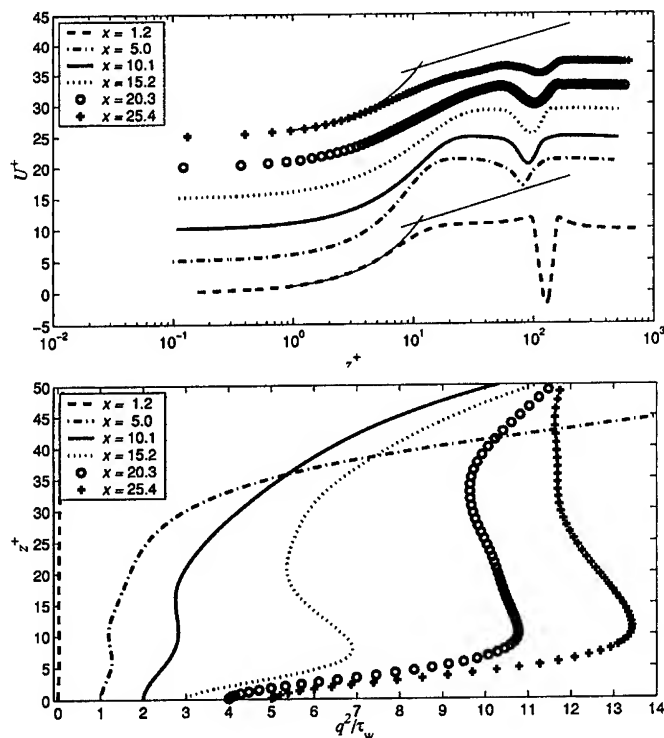 45
40
35
30
25
20
15
10
5
0
−5
U+
x = 1.2
x = 5.0
x = 10.1
x = 15.2
x = 20.3
x = 25.4
10−2
10−1
100
101
102
103
z+
50
45
40
35
30
25
20
15
10
5
0
z+
x = 1.2
x = 5.0
x = 10.1
x = 15.2
x = 20.3
x = 25.4
0 1 2 3 4 5 6 7 8 9 10 11 12 13 14
q2/τw